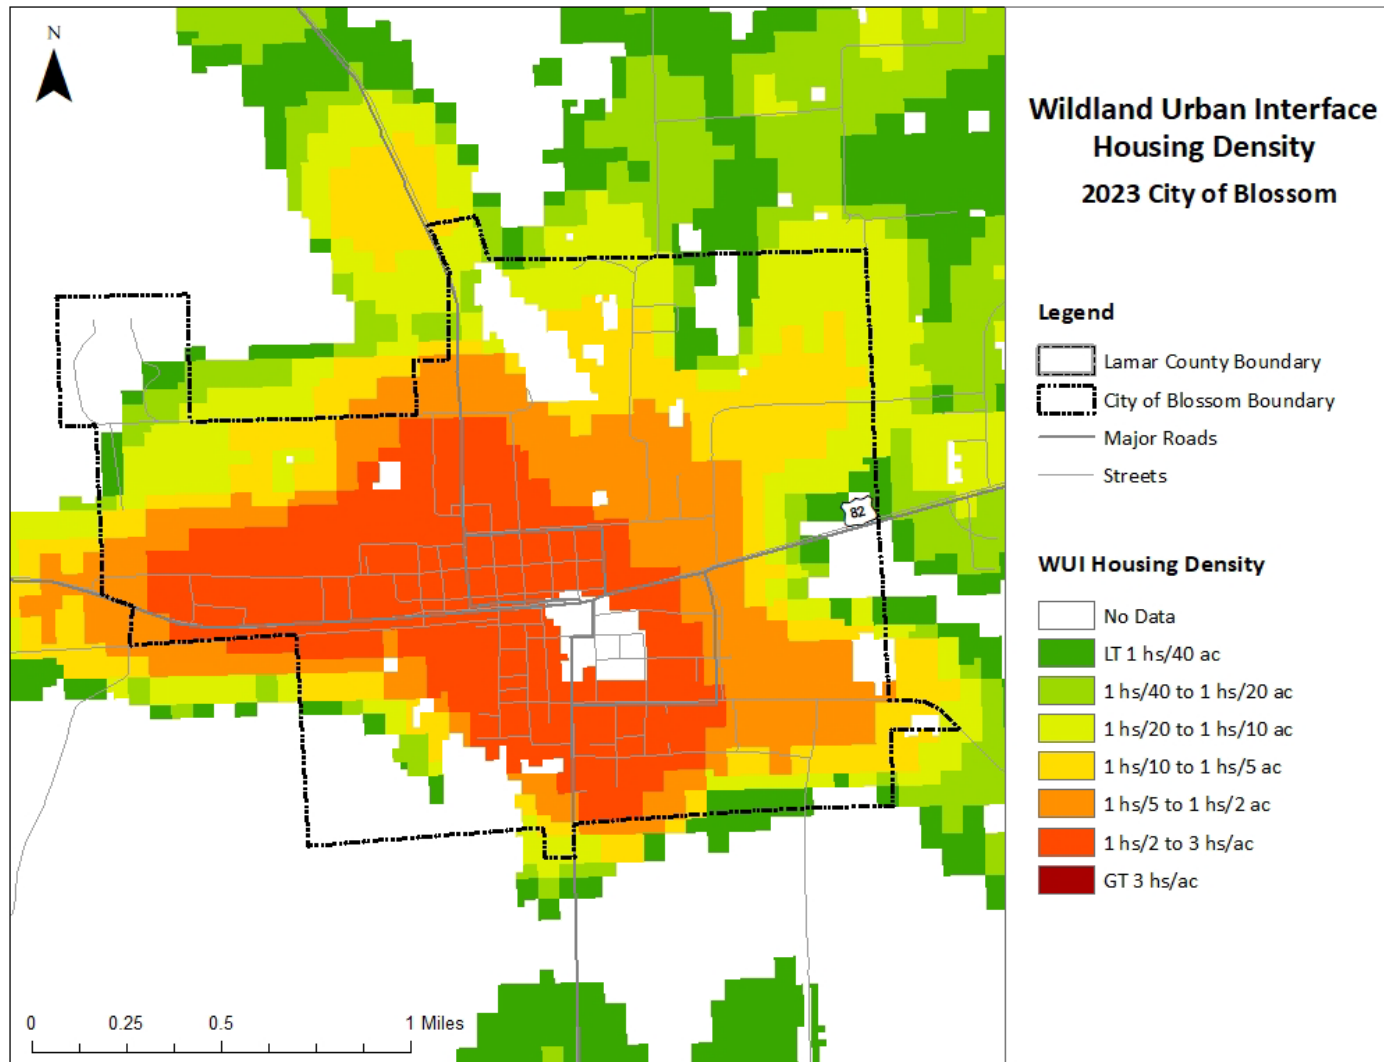 N
Wildland Urban Interface
Housing Density
2023 City of Blossom
Legend
Lamar County Boundary
City of Blossom Boundary
Major Roads
Streets
82
WUI Housing Density
No Data
LT 1 hs/40 ac
1 hs/40 to 1 hs/20 ac
1 hs/20 to 1 hs/10 ac
1 hs/10 to 1 hs/5 ac
1 hs/5 to 1 hs/2 ac
1 hs/2 to 3 hs/ac
GT 3 hs/ac
0 0.25 0.5 1 Miles